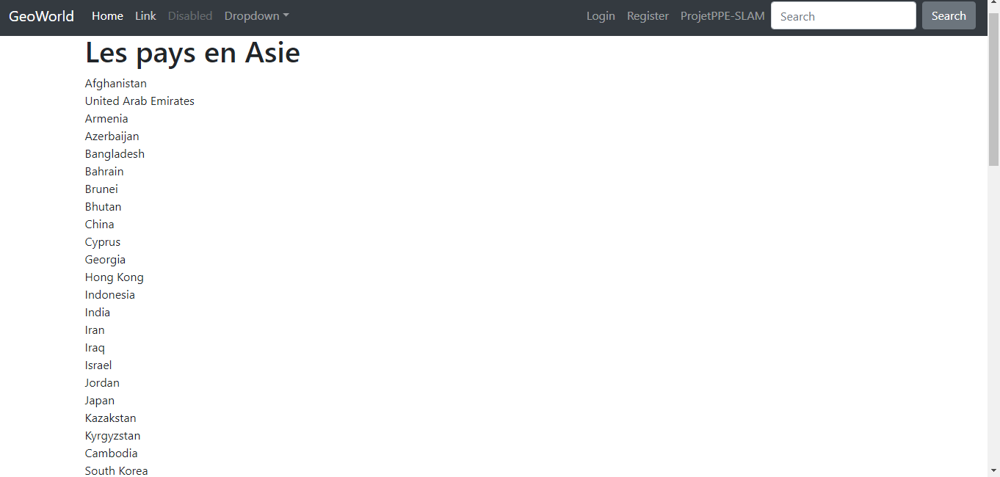 GeoWorld Home Link Disabled Dropdown Login Register ProjetPPE-SLAM Search Search
Les pays en Asie
Afghanistan
United Arab Emirates
Armenia
Azerbaijan
Bangladesh
Bahrain
Brunei
Bhutan
China
Cyprus
Georgia
Hong Kong
Indonesia
India
Iran
Iraq
Israel
Jordan
Japan
Kazakstan
Kyrgyzstan
Cambodia
South Korea